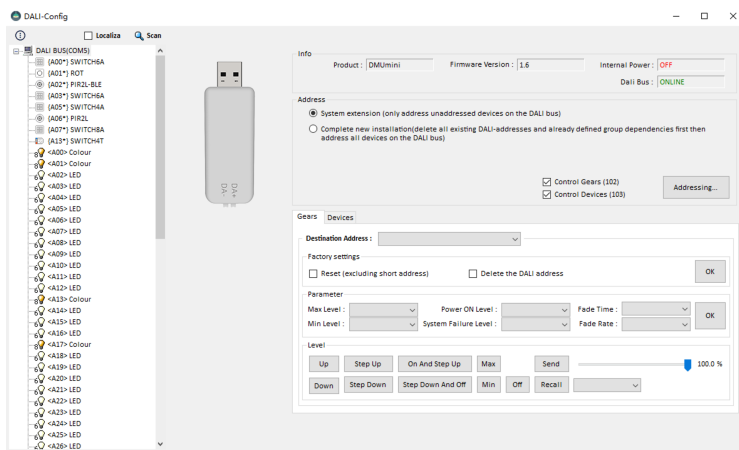 DALI-Config
Localiza Scan
DALI BUS(COM5)
{A00*} SWITCH6A
{A01*} ROT
{A02*} PIR2L-BLE
{A03*} SWITCH6A
{A05*} SWITCH4A
{A06*} PIR2L
{A07*} SWITCH8A
{A13*} SWITCH4T
<A00> Colour
<A01> Colour
<A02> LED
<A03> LED
<A04> LED
<A05> LED
<A06> LED
<A07> LED
<A08> LED
<A09> LED
<A10> LED
<A11> LED
<A12> LED
<A13> Colour
<A14> LED
<A15> LED
<A16> LED
<A17> Colour
<A18> LED
<A19> LED
<A20> LED
<A21> LED
<A22> LED
<A23> LED
<A24> LED
<A25> LED
<A26> LED
DA- DA+
Info
Product : DMUmini Firmware Version : 1.6 Internal Power : OFF
Dali Bus : ONLINE
Address
System extension (only address unaddressed devices on the DALI bus)
Complete new installation(delete all existing DALI-addresses and already defined group dependencies first then
address all devices on the DALI bus)
Control Gears (102)
Control Devices (103)
Addressing...
Gears Devices
Destination Address :
Factory settings
Reset (excluding short address) Delete the DALI address OK
Parameter
Max Level : Power ON Level : Fade Time :
Min Level : System Failure Level : Fade Rate :
OK
Level
Up Step Up On And Step Up Max Send 100.0 %
Down Step Down Step Down And Off Min Off Recall